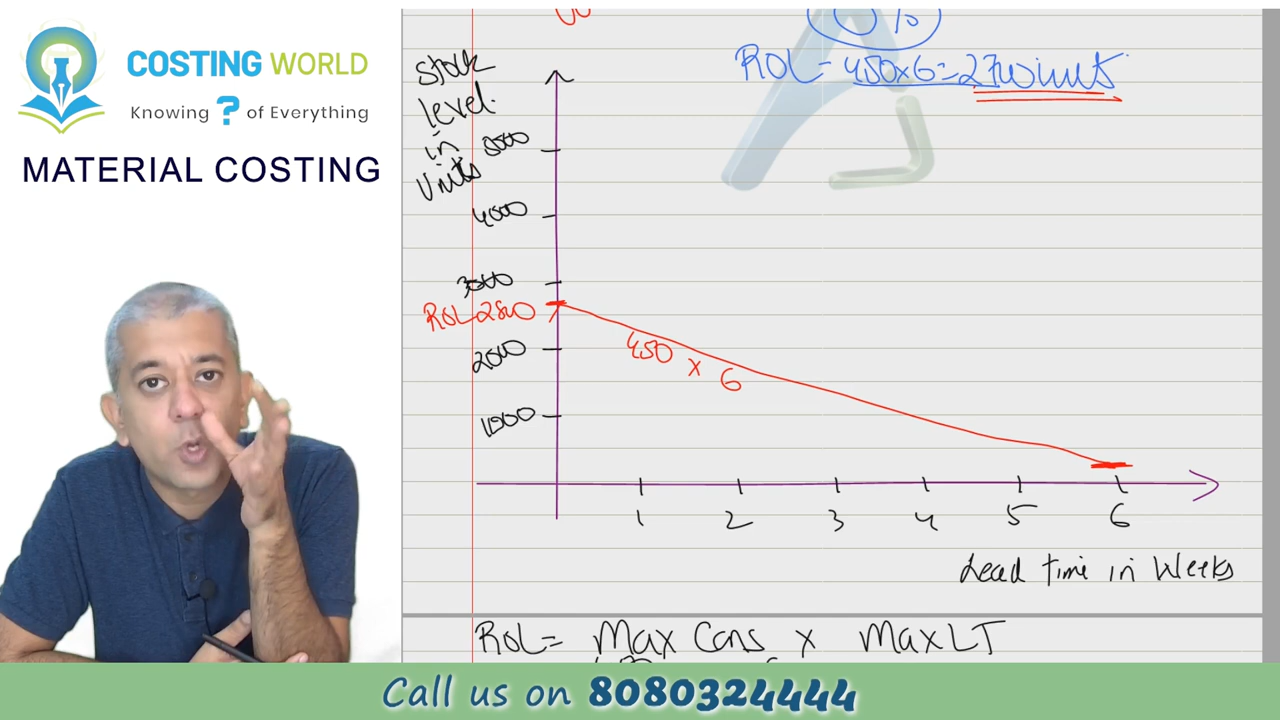 COSTING WORLD
Knowing ? of Everything
MATERIAL COSTING
ROL = 450 x 6 = 2700 units
Stock
level
in
Units
5000
4000
3000
ROL 2800
2000
1000
450 x 6
1 2 3 4 5 6
Lead time in Weeks
ROL = Max Cons x Max LT
Call us on 8080324444